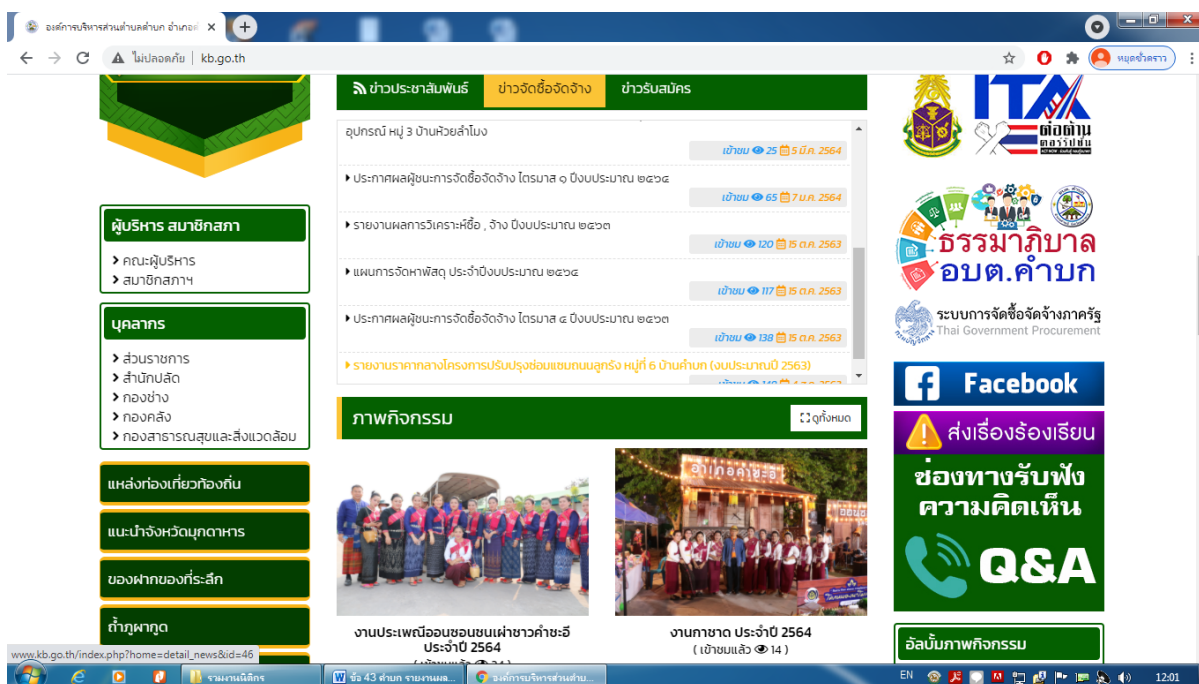 องค์การบริหารส่วนตำบลคำบก อำเภอค
ไม่ปลอดภัย
kb.go.th
หยุดชั่วคราว
ข่าวประชาสัมพันธ์
ข่าวจัดซื้อจัดจ้าง
ข่าวรับสมัคร
อุปกรณ์ หมู่ 3 บ้านห้วยลำโมง
เข้าชม 25 5 มี.ค. 2564
ประกาศผลผู้ชนะการจัดซื้อจัดจ้าง ไตรมาส ๑ ปีงบประมาณ ๒๕๖๔
เข้าชม 65 7 ม.ค. 2564
รายงานผลการวิเคราะห์ซื้อ , จ้าง ปีงบประมาณ ๒๕๖๓
เข้าชม 120 15 ต.ค. 2563
แผนการจัดหาพัสดุ ประจำปีงบประมาณ ๒๕๖๔
เข้าชม 117 15 ต.ค. 2563
ประกาศผลผู้ชนะการจัดซื้อจัดจ้าง ไตรมาส ๔ ปีงบประมาณ ๒๕๖๓
เข้าชม 138 15 ต.ค. 2563
รายงานราคากลางโครงการปรับปรุงซ่อมแซมถนนลูกรัง หมู่ที่ 6 บ้านคำบก (งบประมาณปี 2563)
ผู้บริหาร สมาชิกสภา
คณะผู้บริหาร
สมาชิกสภาฯ
บุคลากร
ส่วนราชการ
สำนักปลัด
กองช่าง
กองคลัง
กองสาธารณสุขและสิ่งแวดล้อม
แหล่งท่องเที่ยวท้องถิ่น
แนะนำจังหวัดมุกดาหาร
ของฝากของที่ระลึก
ถ้ำภูผากูด
ภาพกิจกรรม
ดูทั้งหมด
อำเภอคำชะอี
งานประเพณีออนซอนชนเผ่าชาวคำชะอี
ประจำปี 2564
( เข้าชมแล้ว 24 )
งานกาชาด ประจำปี 2564
( เข้าชมแล้ว 14 )
ITA
ต่อต้าน
คอร์รัปชัน
ธรรมาภิบาล
อบต.คำบก
ระบบการจัดซื้อจัดจ้างภาครัฐ
Thai Government Procurement
Facebook
ส่งเรื่องร้องเรียน
ช่องทางรับฟัง
ความคิดเห็น
Q&A
อัลบั้มภาพกิจกรรม
www.kb.go.th/index.php?home=detail_news&id=46
รวมงานนิติกร
ข้อ 43 คำบก รายงานผล...
องค์การบริหารส่วนตำบ...
EN
12:01